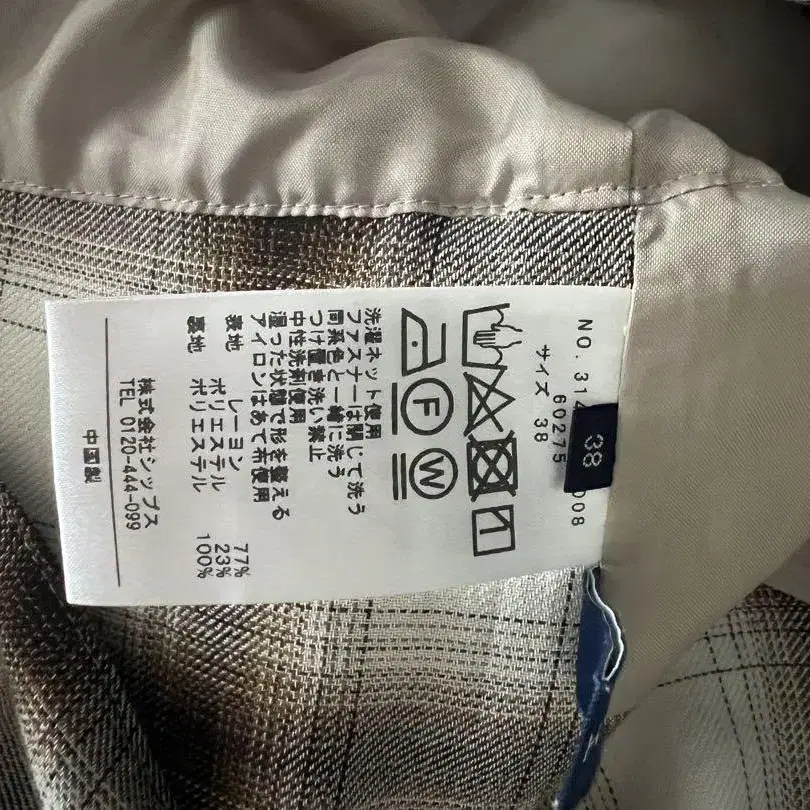 NO. 314 008
60275
38
サイズ 38
F
W
洗濯ネット使用
ファスナーは閉じて洗う
同系色と一緒に洗う
つけ置き洗い禁止
中性洗剤使用
湿った状態で形を整える
アイロンはあて布使用
表地 レーヨン 77%
ポリエステル 23%
裏地 ポリエステル 100%
株式会社シップス
TEL 0120-444-099
中国製